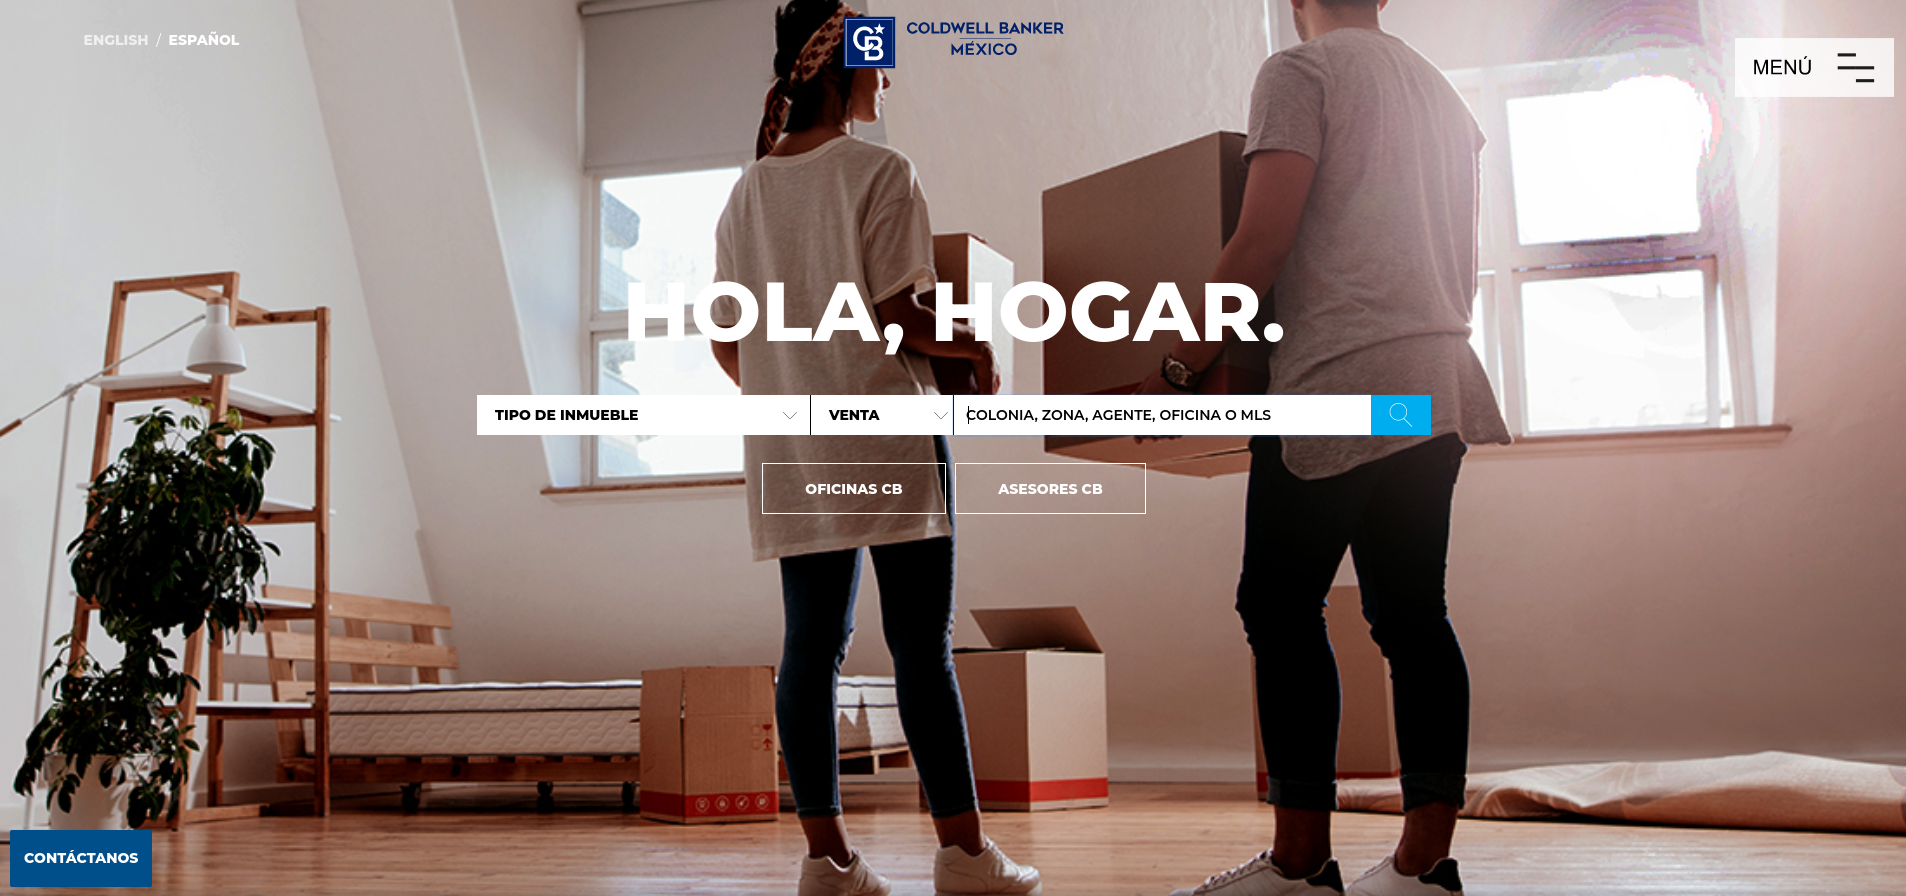 ENGLISH / ESPAÑOL
CB
COLDWELL BANKER
MÉXICO
MENÚ
HOLA, HOGAR.
TIPO DE INMUEBLE
VENTA
COLONIA, ZONA, AGENTE, OFICINA O MLS
OFICINAS CB
ASESORES CB
CONTÁCTANOS